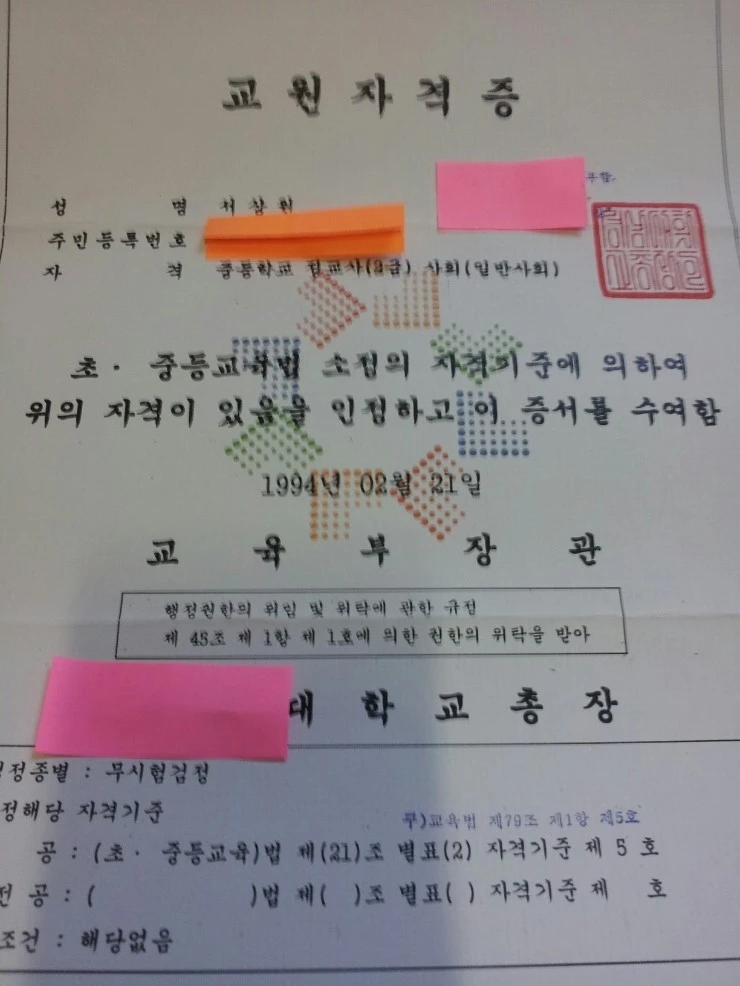 교원자격증
성 명 서상원
주민등록번호
자 격 중등학교 정교사(2급) 사회(일반사회)
초·중등교육법 소정의 자격기준에 의하여
위의 자격이 있음을 인정하고 이 증서를 수여함
1994년 02월 21일
교육부장관
행정권한의 위임 및 위탁에 관한 규정
제 45조 제 1항 제 1호에 의한 권한의 위탁을 받아
대학교총장
정종별 : 무시험검정
정해당 자격기준
구)교육법 제79조 제1항 제5호
공 : (초·중등교육)법 제(21)조 별표(2) 자격기준 제 5 호
전 공 : ( )법 제( )조 별표( ) 자격기준 제 호
조건 : 해당없음